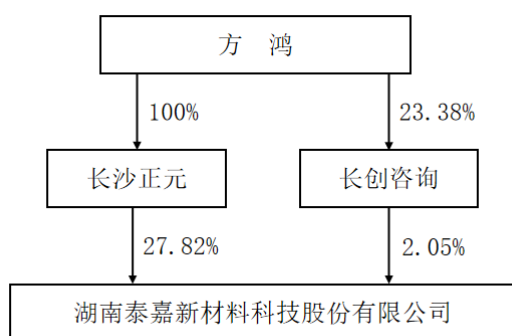 方 鸿
100%
23.38%
长沙正元
长创咨询
27.82%
2.05%
湖南泰嘉新材料科技股份有限公司